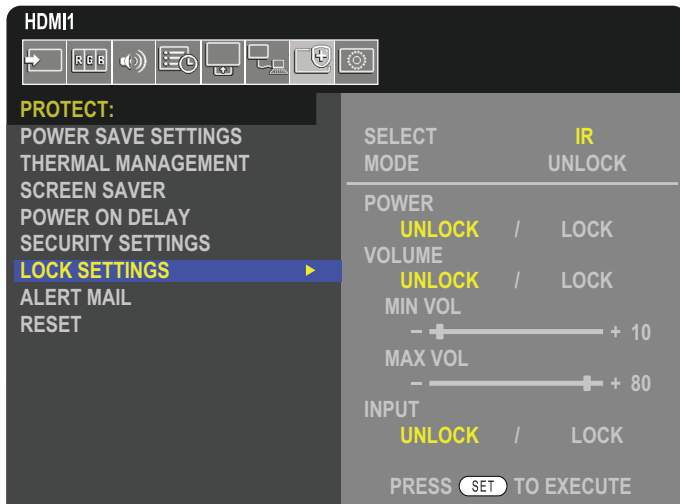 HDMI1
RGB
PROTECT:
POWER SAVE SETTINGS
THERMAL MANAGEMENT
SCREEN SAVER
POWER ON DELAY
SECURITY SETTINGS
LOCK SETTINGS
ALERT MAIL
RESET
SELECT IR
MODE UNLOCK
POWER
UNLOCK / LOCK
VOLUME
UNLOCK / LOCK
MIN VOL
– + 10
MAX VOL
– + 80
INPUT
UNLOCK / LOCK
PRESS SET TO EXECUTE